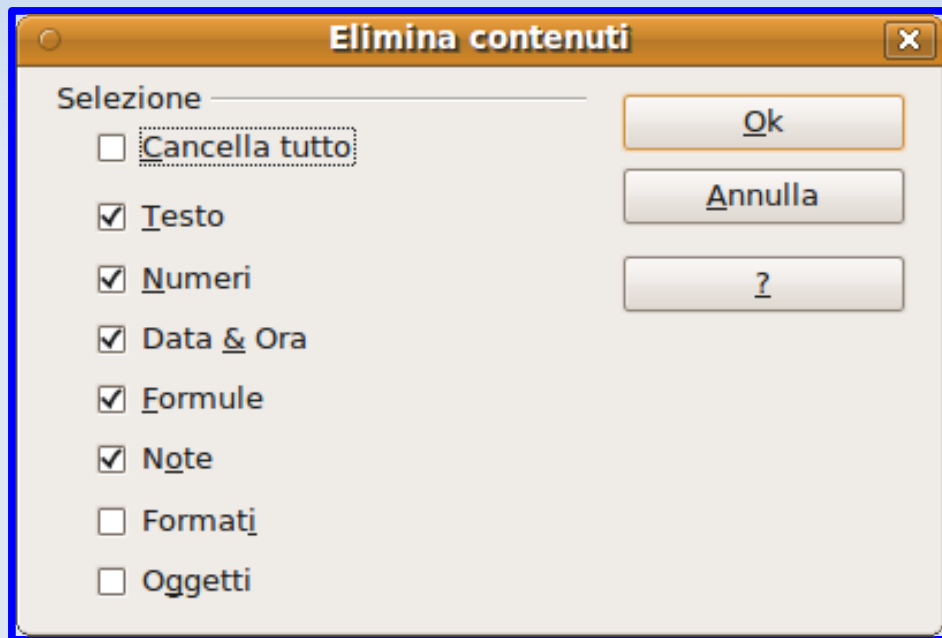 Elimina contenuti
Selezione
Cancella tutto
Testo
Numeri
Data & Ora
Formule
Note
Formati
Oggetti
Ok
Annulla
?